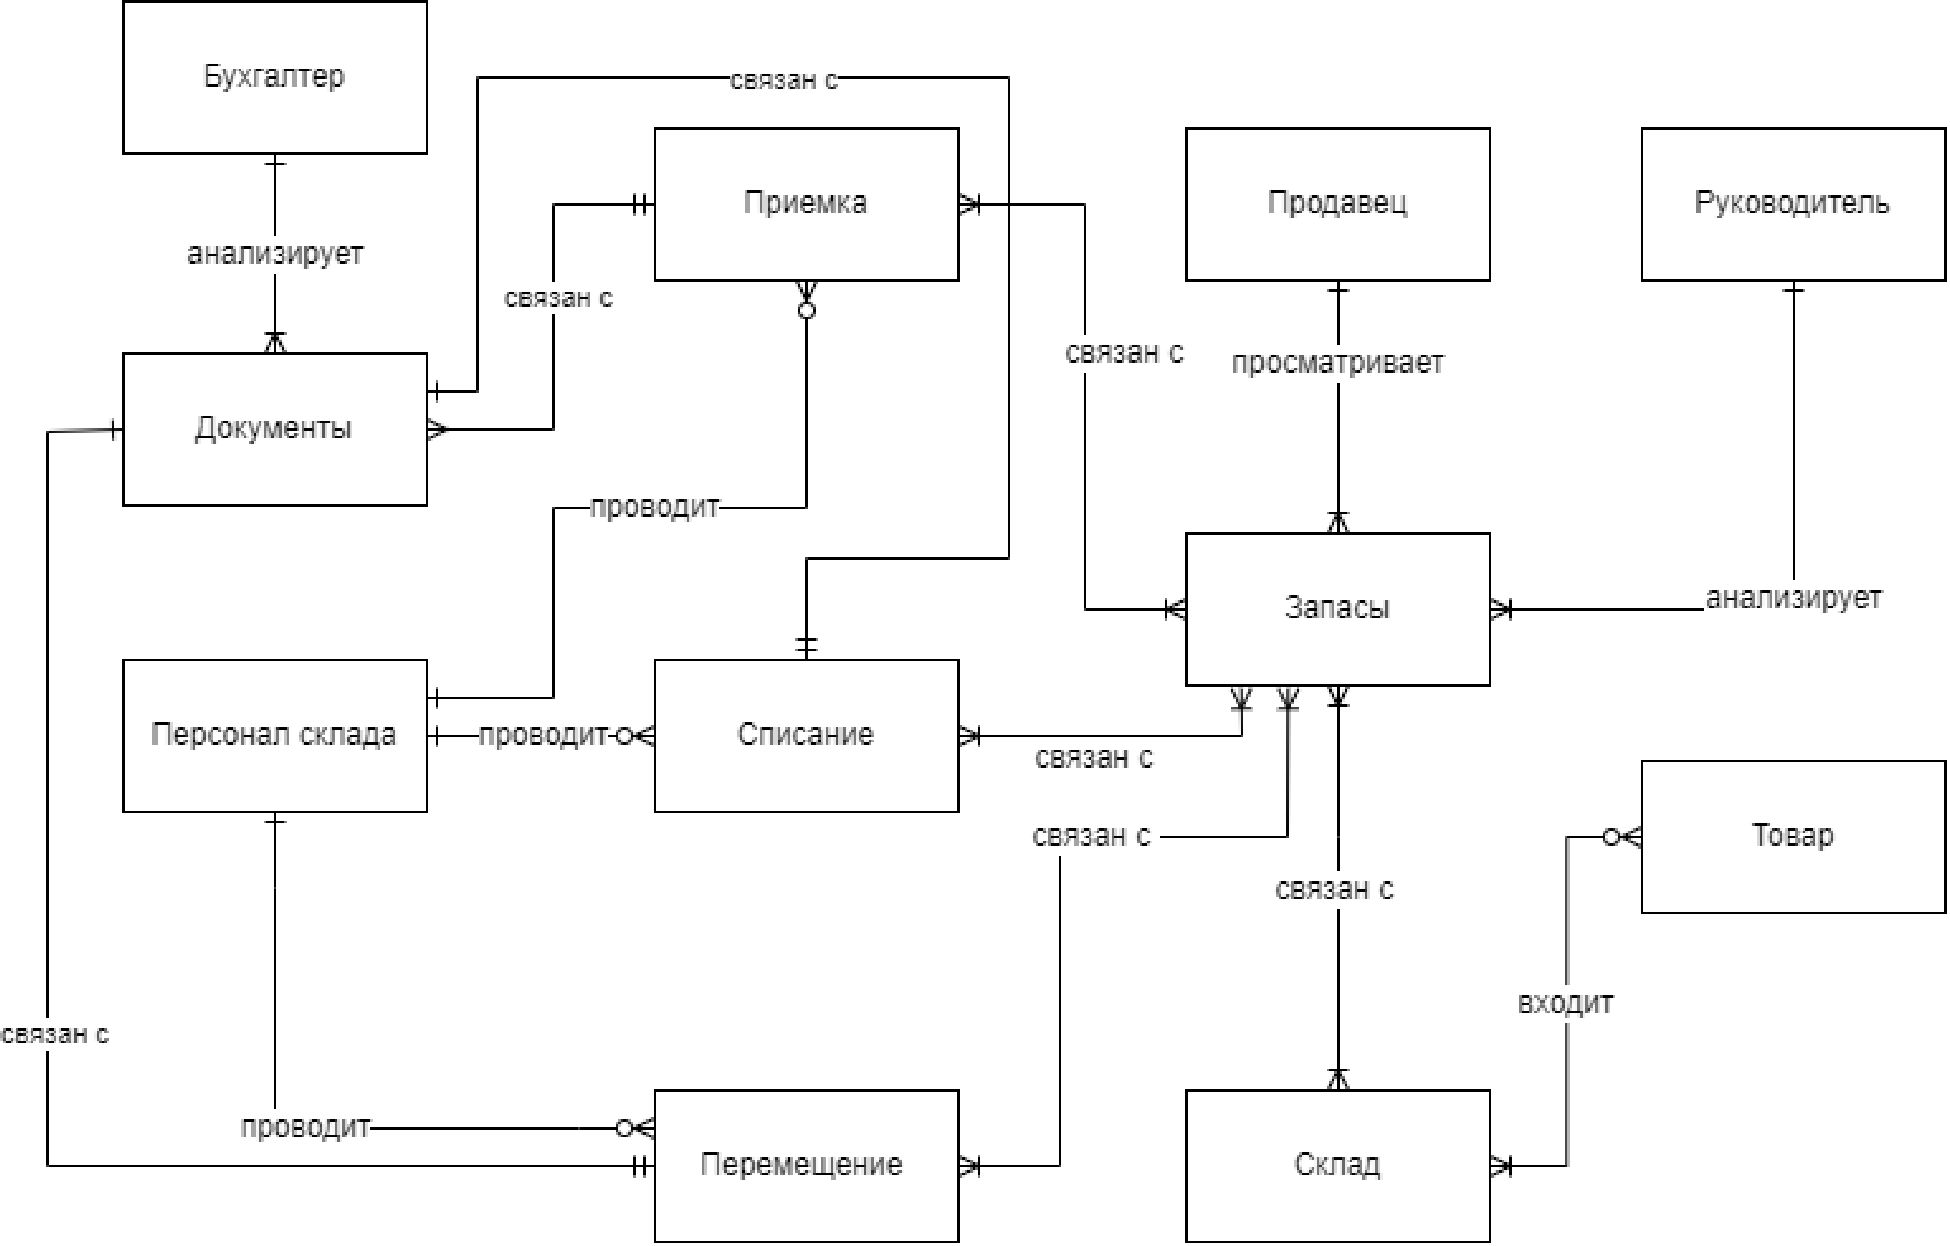 Бухгалтер
связан с
Приемка
Продавец
Руководитель
анализирует
связан с
связан с
просматривает
Документы
проводит
Запасы
анализирует
Персонал склада
проводит
Списание
связан с
связан с
Товар
связан с
входит
связан с
проводит
Перемещение
Склад